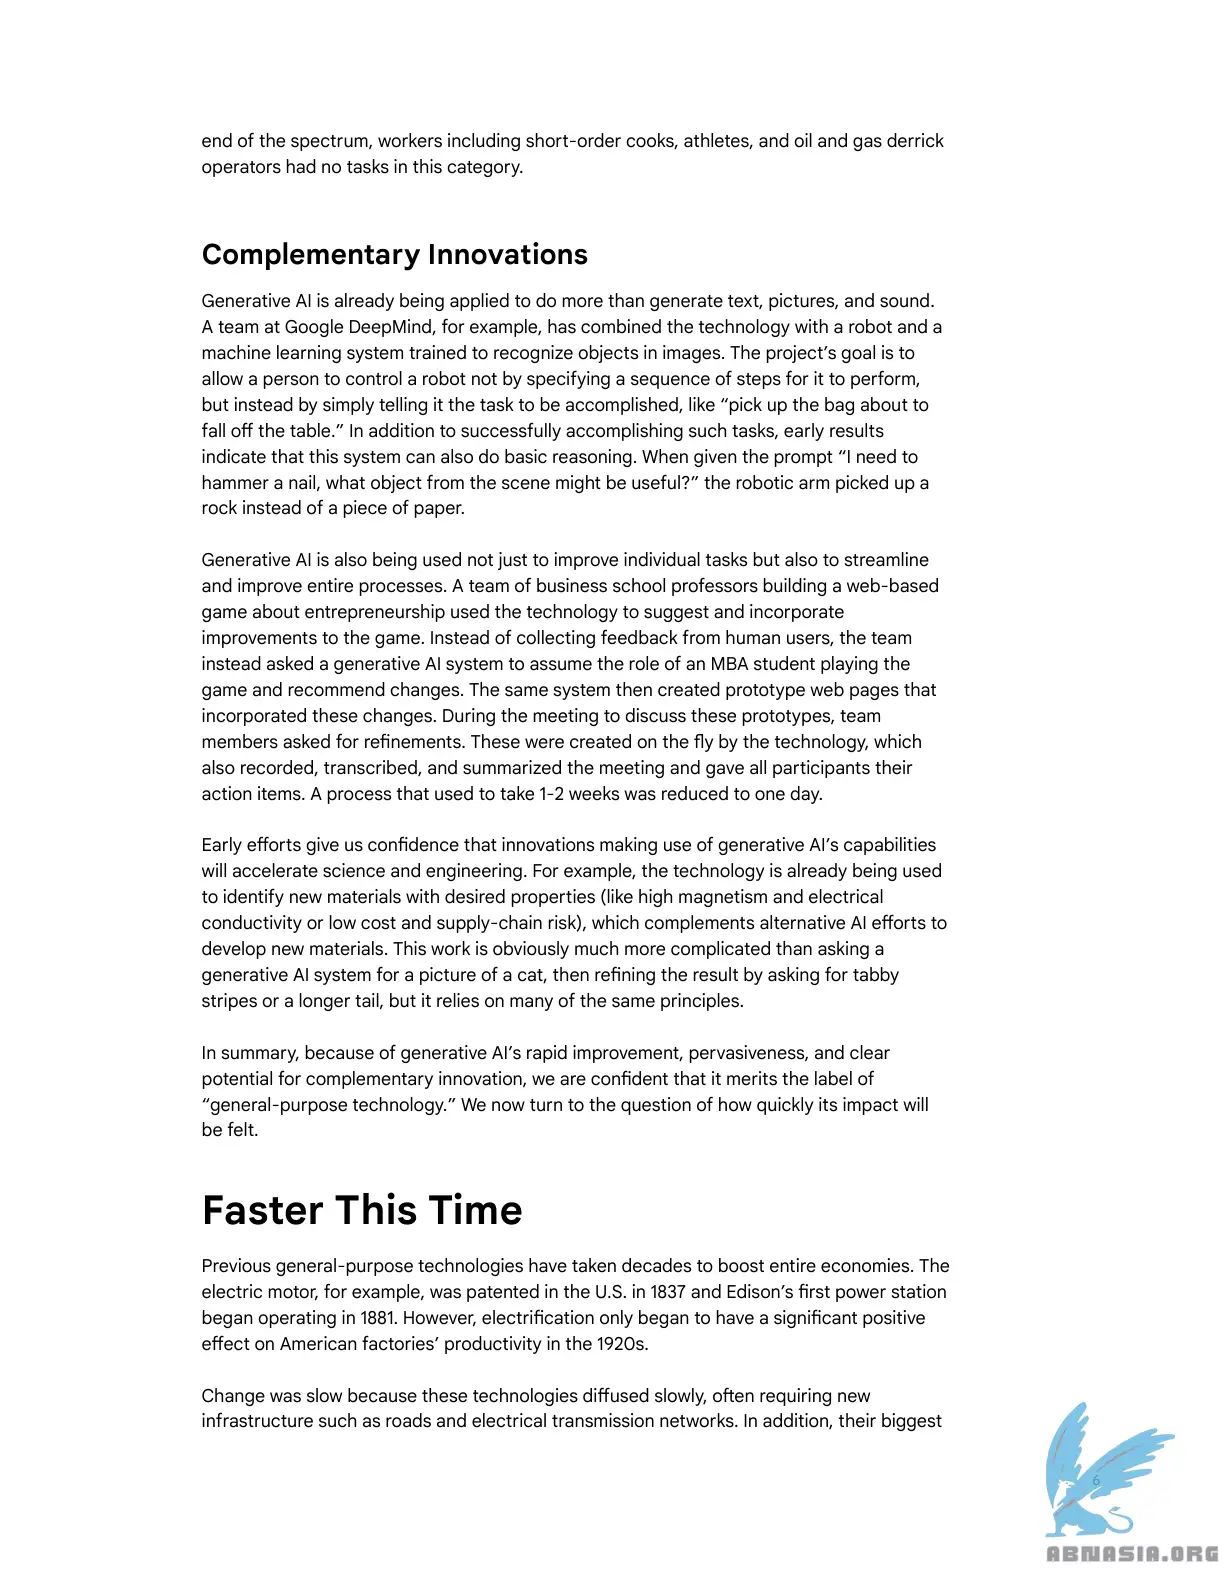 end of the spectrum, workers including short-order cooks, athletes, and oil and gas derrick
operators had no tasks in this category.
Complementary Innovations
Generative AI is already being applied to do more than generate text, pictures, and sound.
A team at Google DeepMind, for example, has combined the technology with a robot and a
machine learning system trained to recognize objects in images. The project’s goal is to
allow a person to control a robot not by specifying a sequence of steps for it to perform,
but instead by simply telling it the task to be accomplished, like “pick up the bag about to
fall off the table.” In addition to successfully accomplishing such tasks, early results
indicate that this system can also do basic reasoning. When given the prompt “I need to
hammer a nail, what object from the scene might be useful?” the robotic arm picked up a
rock instead of a piece of paper.
Generative AI is also being used not just to improve individual tasks but also to streamline
and improve entire processes. A team of business school professors building a web-based
game about entrepreneurship used the technology to suggest and incorporate
improvements to the game. Instead of collecting feedback from human users, the team
instead asked a generative AI system to assume the role of an MBA student playing the
game and recommend changes. The same system then created prototype web pages that
incorporated these changes. During the meeting to discuss these prototypes, team
members asked for refinements. These were created on the fly by the technology, which
also recorded, transcribed, and summarized the meeting and gave all participants their
action items. A process that used to take 1-2 weeks was reduced to one day.
Early efforts give us confidence that innovations making use of generative AI’s capabilities
will accelerate science and engineering. For example, the technology is already being used
to identify new materials with desired properties (like high magnetism and electrical
conductivity or low cost and supply-chain risk), which complements alternative AI efforts to
develop new materials. This work is obviously much more complicated than asking a
generative AI system for a picture of a cat, then refining the result by asking for tabby
stripes or a longer tail, but it relies on many of the same principles.
In summary, because of generative AI’s rapid improvement, pervasiveness, and clear
potential for complementary innovation, we are confident that it merits the label of
“general-purpose technology.” We now turn to the question of how quickly its impact will
be felt.
Faster This Time
Previous general-purpose technologies have taken decades to boost entire economies. The
electric motor, for example, was patented in the U.S. in 1837 and Edison’s first power station
began operating in 1881. However, electrification only began to have a significant positive
effect on American factories’ productivity in the 1920s.
Change was slow because these technologies diffused slowly, often requiring new
infrastructure such as roads and electrical transmission networks. In addition, their biggest
6
ABNASIA.ORG